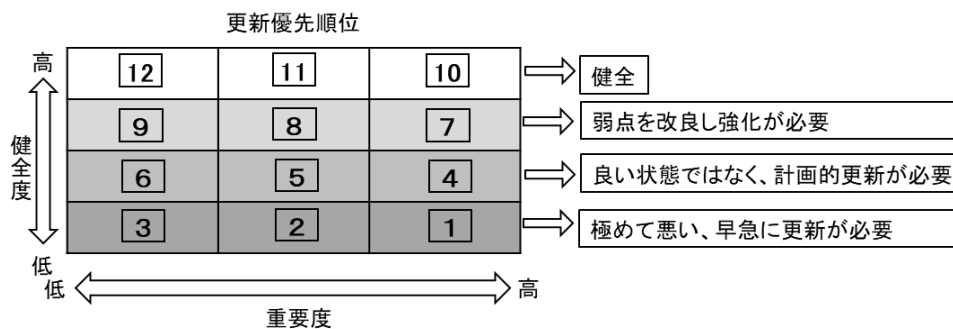 更新優先順位
高
12 11 10
健全
9 8 7
弱点を改良し強化が必要
健全度
6 5 4
良い状態ではなく、計画的更新が必要
3 2 1
極めて悪い、早急に更新が必要
低
低
高
重要度